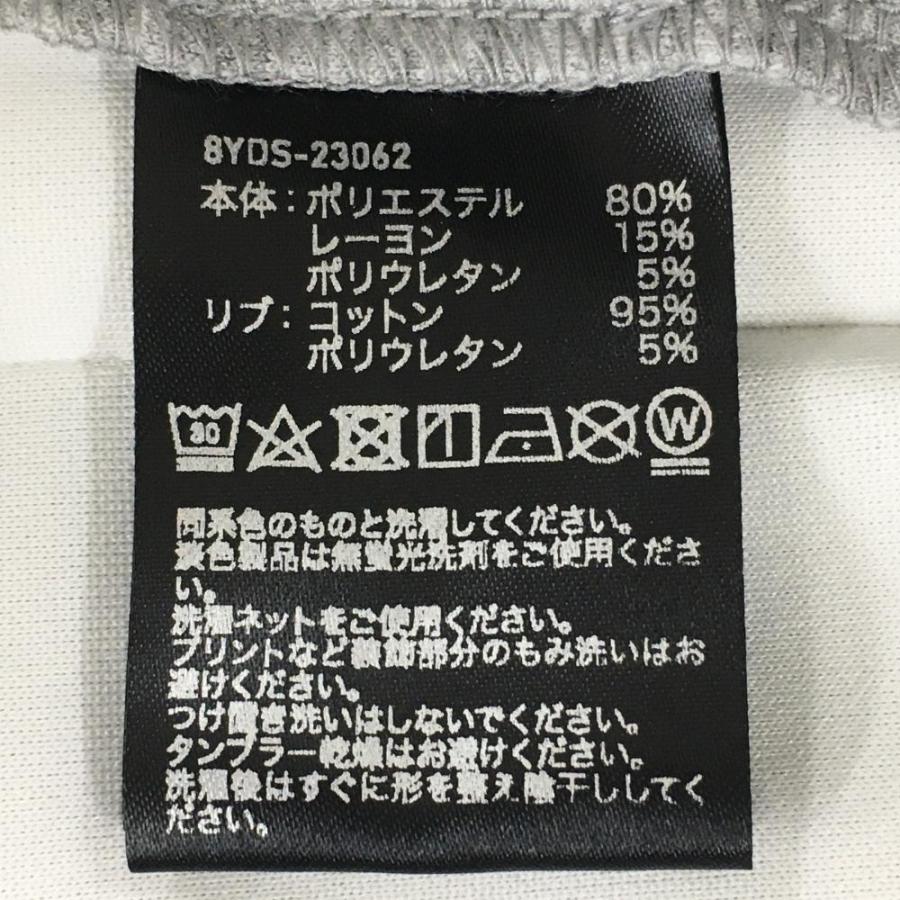 8YDS-23062
本体：ポリエステル 80%
レーヨン 15%
ポリウレタン 5%
リブ：コットン 95%
ポリウレタン 5%
30
W
同系色のものと洗濯してください。
淡色製品は無蛍光洗剤をご使用くださ
い。
洗濯ネットをご使用ください。
プリントなど装飾部分のもみ洗いはお
避けください。
つけ置き洗いはしないでください。
タンブラー乾燥はお避けください。
洗濯後はすぐに形を整え陰干ししてく
ださい。